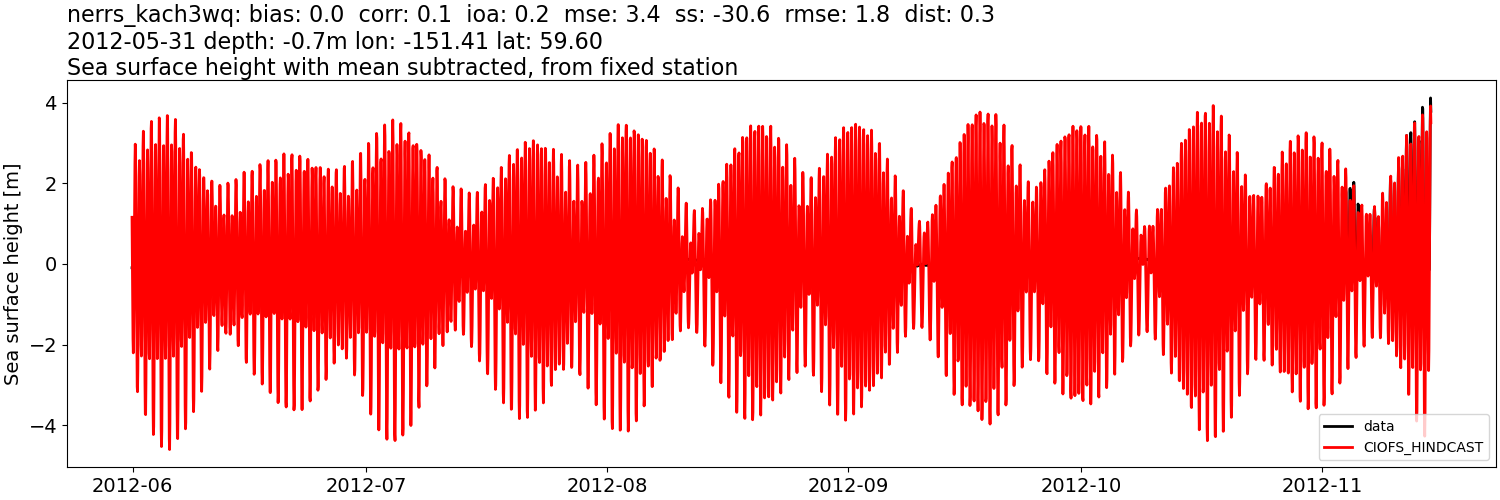 nerrs_kach3wq: bias: 0.0  corr: 0.1  ioa: 0.2  mse: 3.4  ss: -30.6  rmse: 1.8  dist: 0.3
2012-05-31 depth: -0.7m lon: -151.41 lat: 59.60
Sea surface height with mean subtracted, from fixed station
Sea surface height [m]
4
2
0
−2
−4
data
CIOFS_HINDCAST
2012-06 2012-07 2012-08 2012-09 2012-10 2012-11